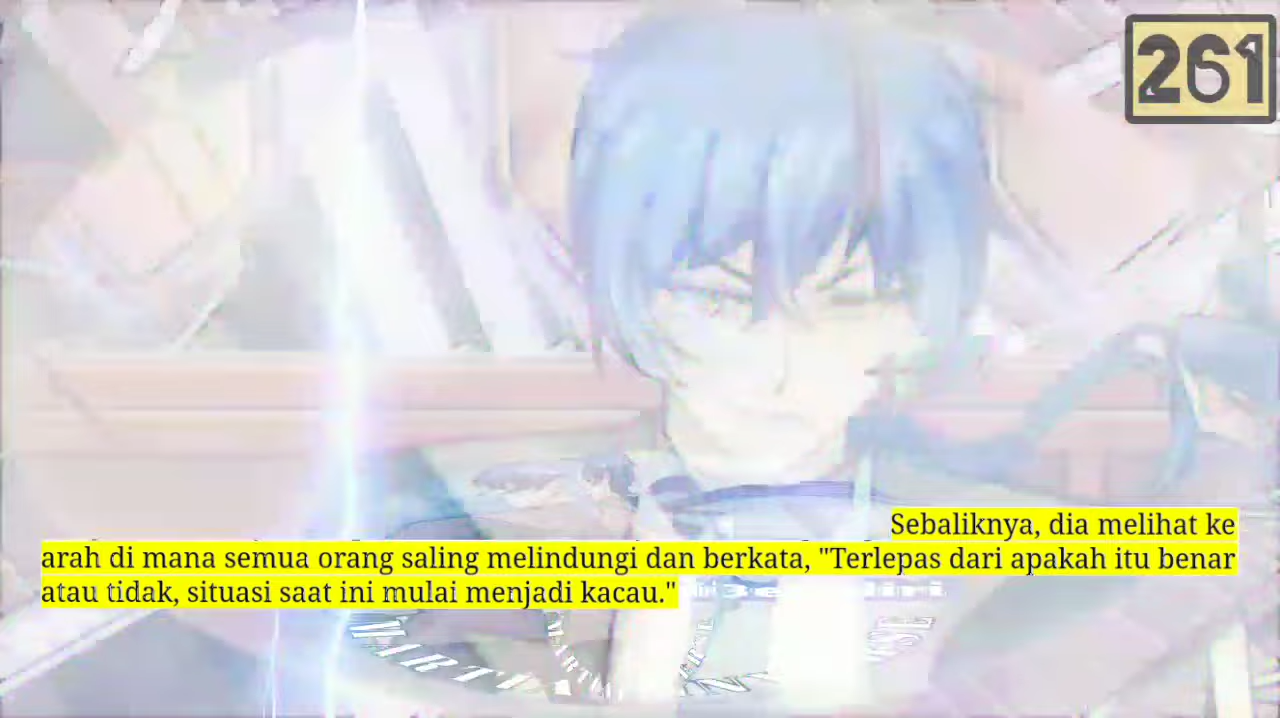 261
Sebaliknya, dia melihat ke
arah di mana semua orang saling melindungi dan berkata, "Terlepas dari apakah itu benar
atau tidak, situasi saat ini mulai menjadi kacau."